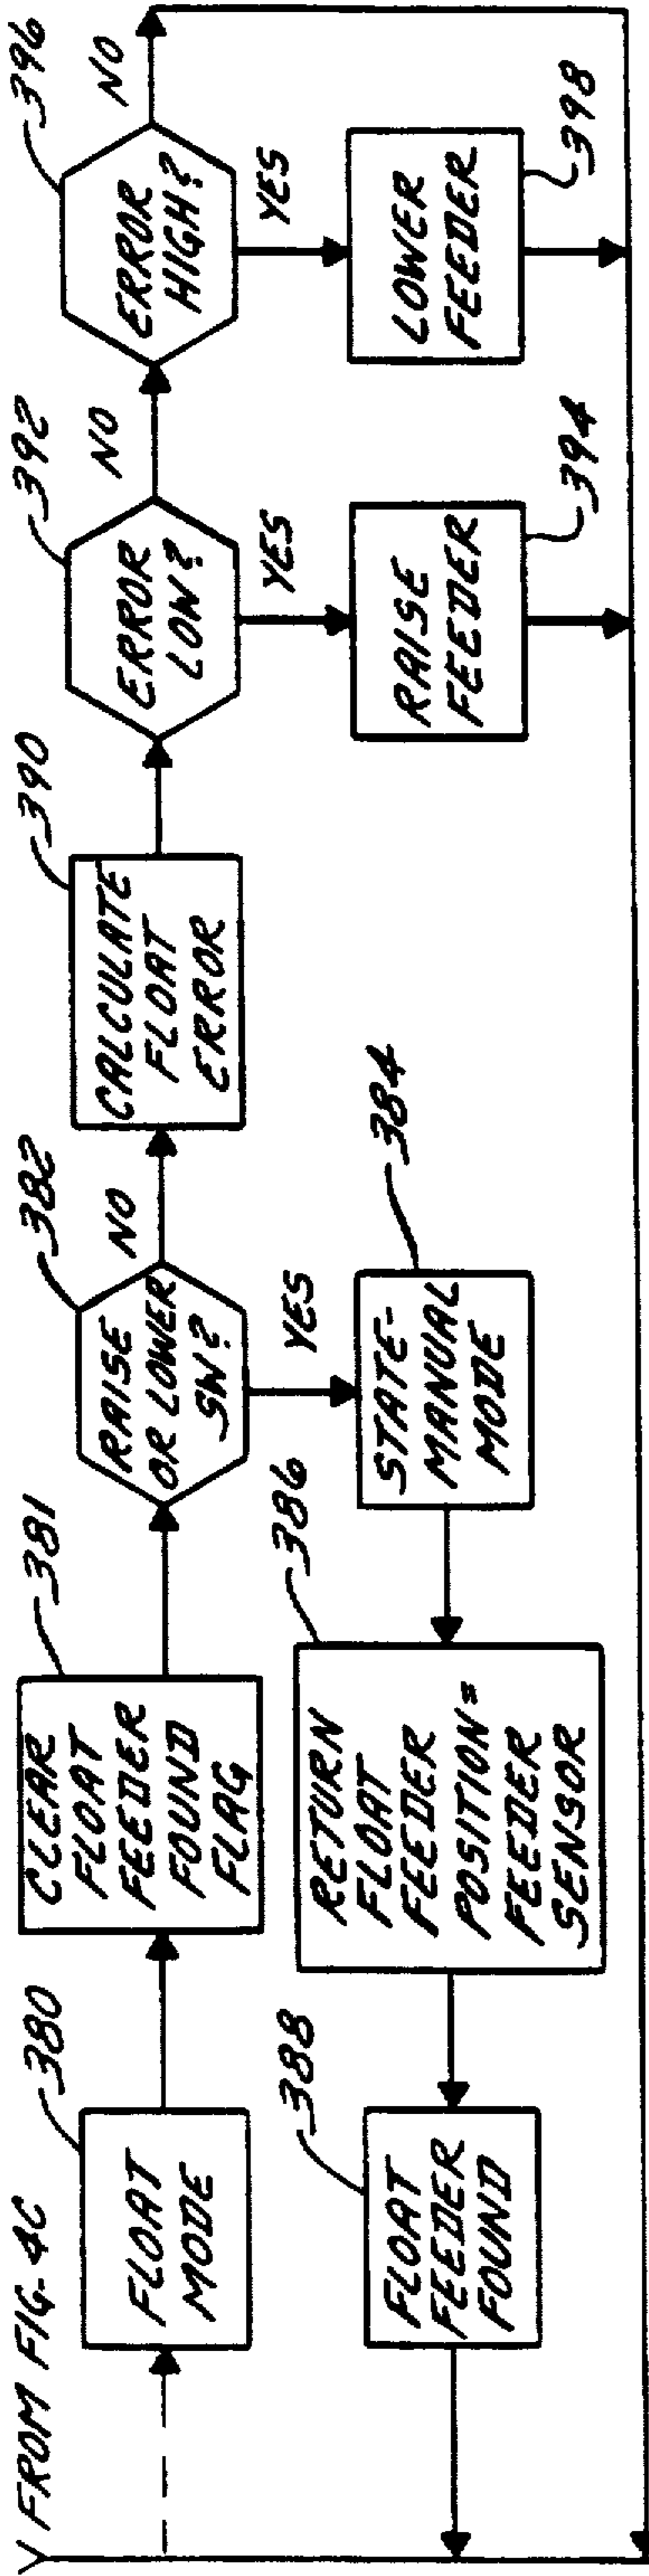 Y FROM FIG. 4C
380
FLOAT
MODE
381
CLEAR
FLOAT
FEEDER
FOUND
FLAG
382
RAISE
OR LOWER
SW?
NO
YES
384
STATE-
MANUAL
MODE
386
RETURN
FLOAT
FEEDER
POSITION=
FEEDER
SENSOR
388
FLOAT
FEEDER
FOUND
390
CALCULATE
FLOAT
ERROR
392
ERROR
LOW?
NO
YES
394
RAISE
FEEDER
396
ERROR
HIGH?
NO
YES
398
LOWER
FEEDER